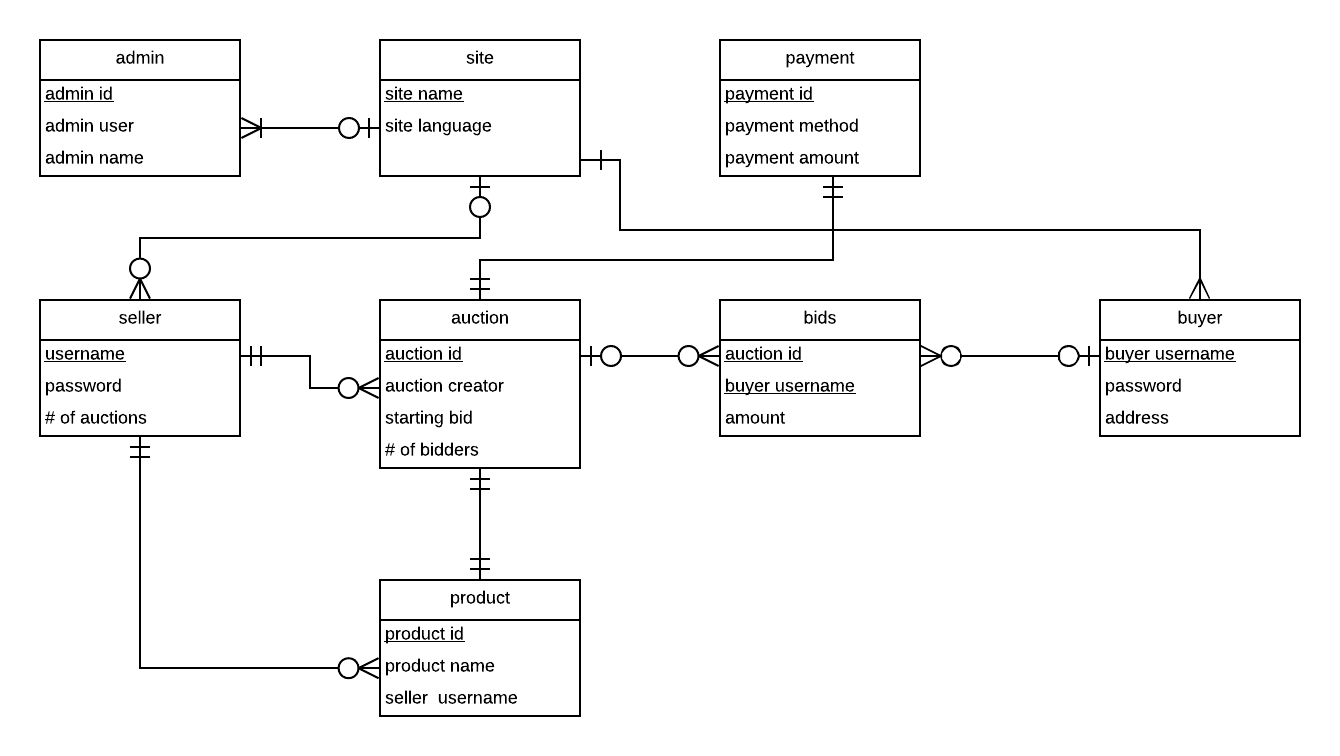 admin
admin id
admin user
admin name
site
site name
site language
payment
payment id
payment method
payment amount
seller
username
password
# of auctions
auction
auction id
auction creator
starting bid
# of bidders
bids
auction id
buyer username
amount
buyer
buyer username
password
address
product
product id
product name
seller  username